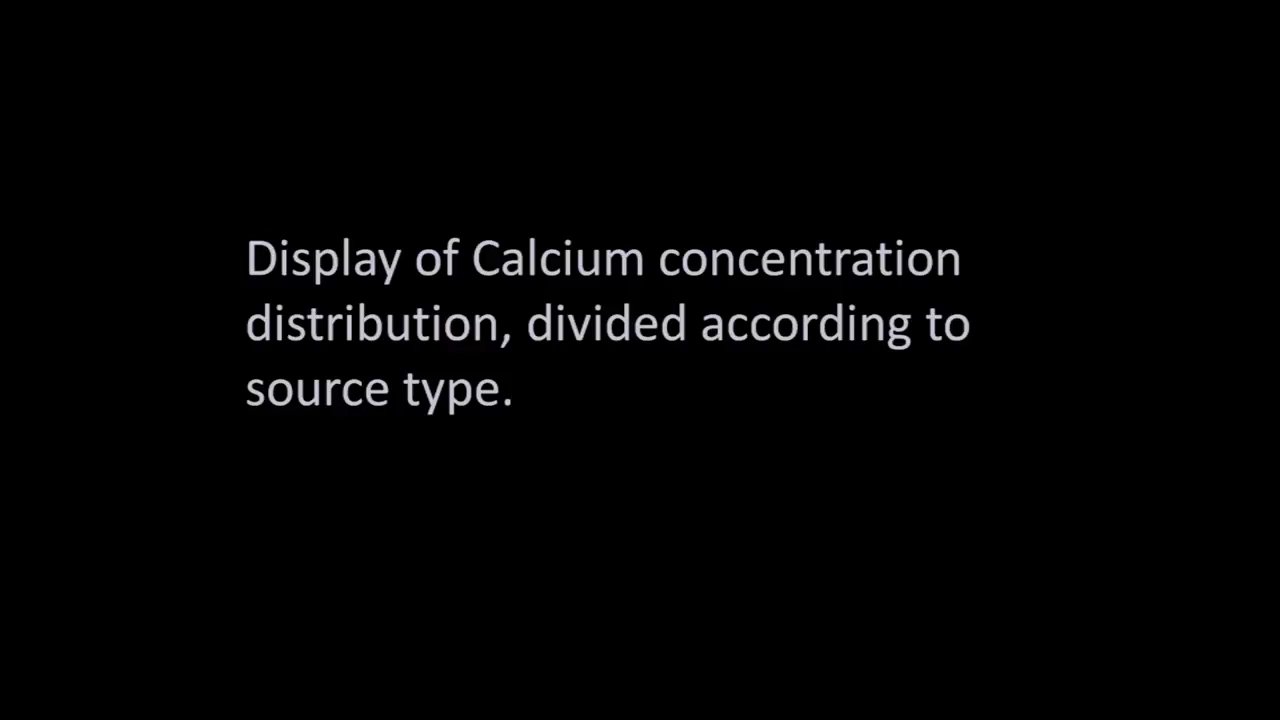 Display of Calcium concentration
distribution, divided according to
source type.